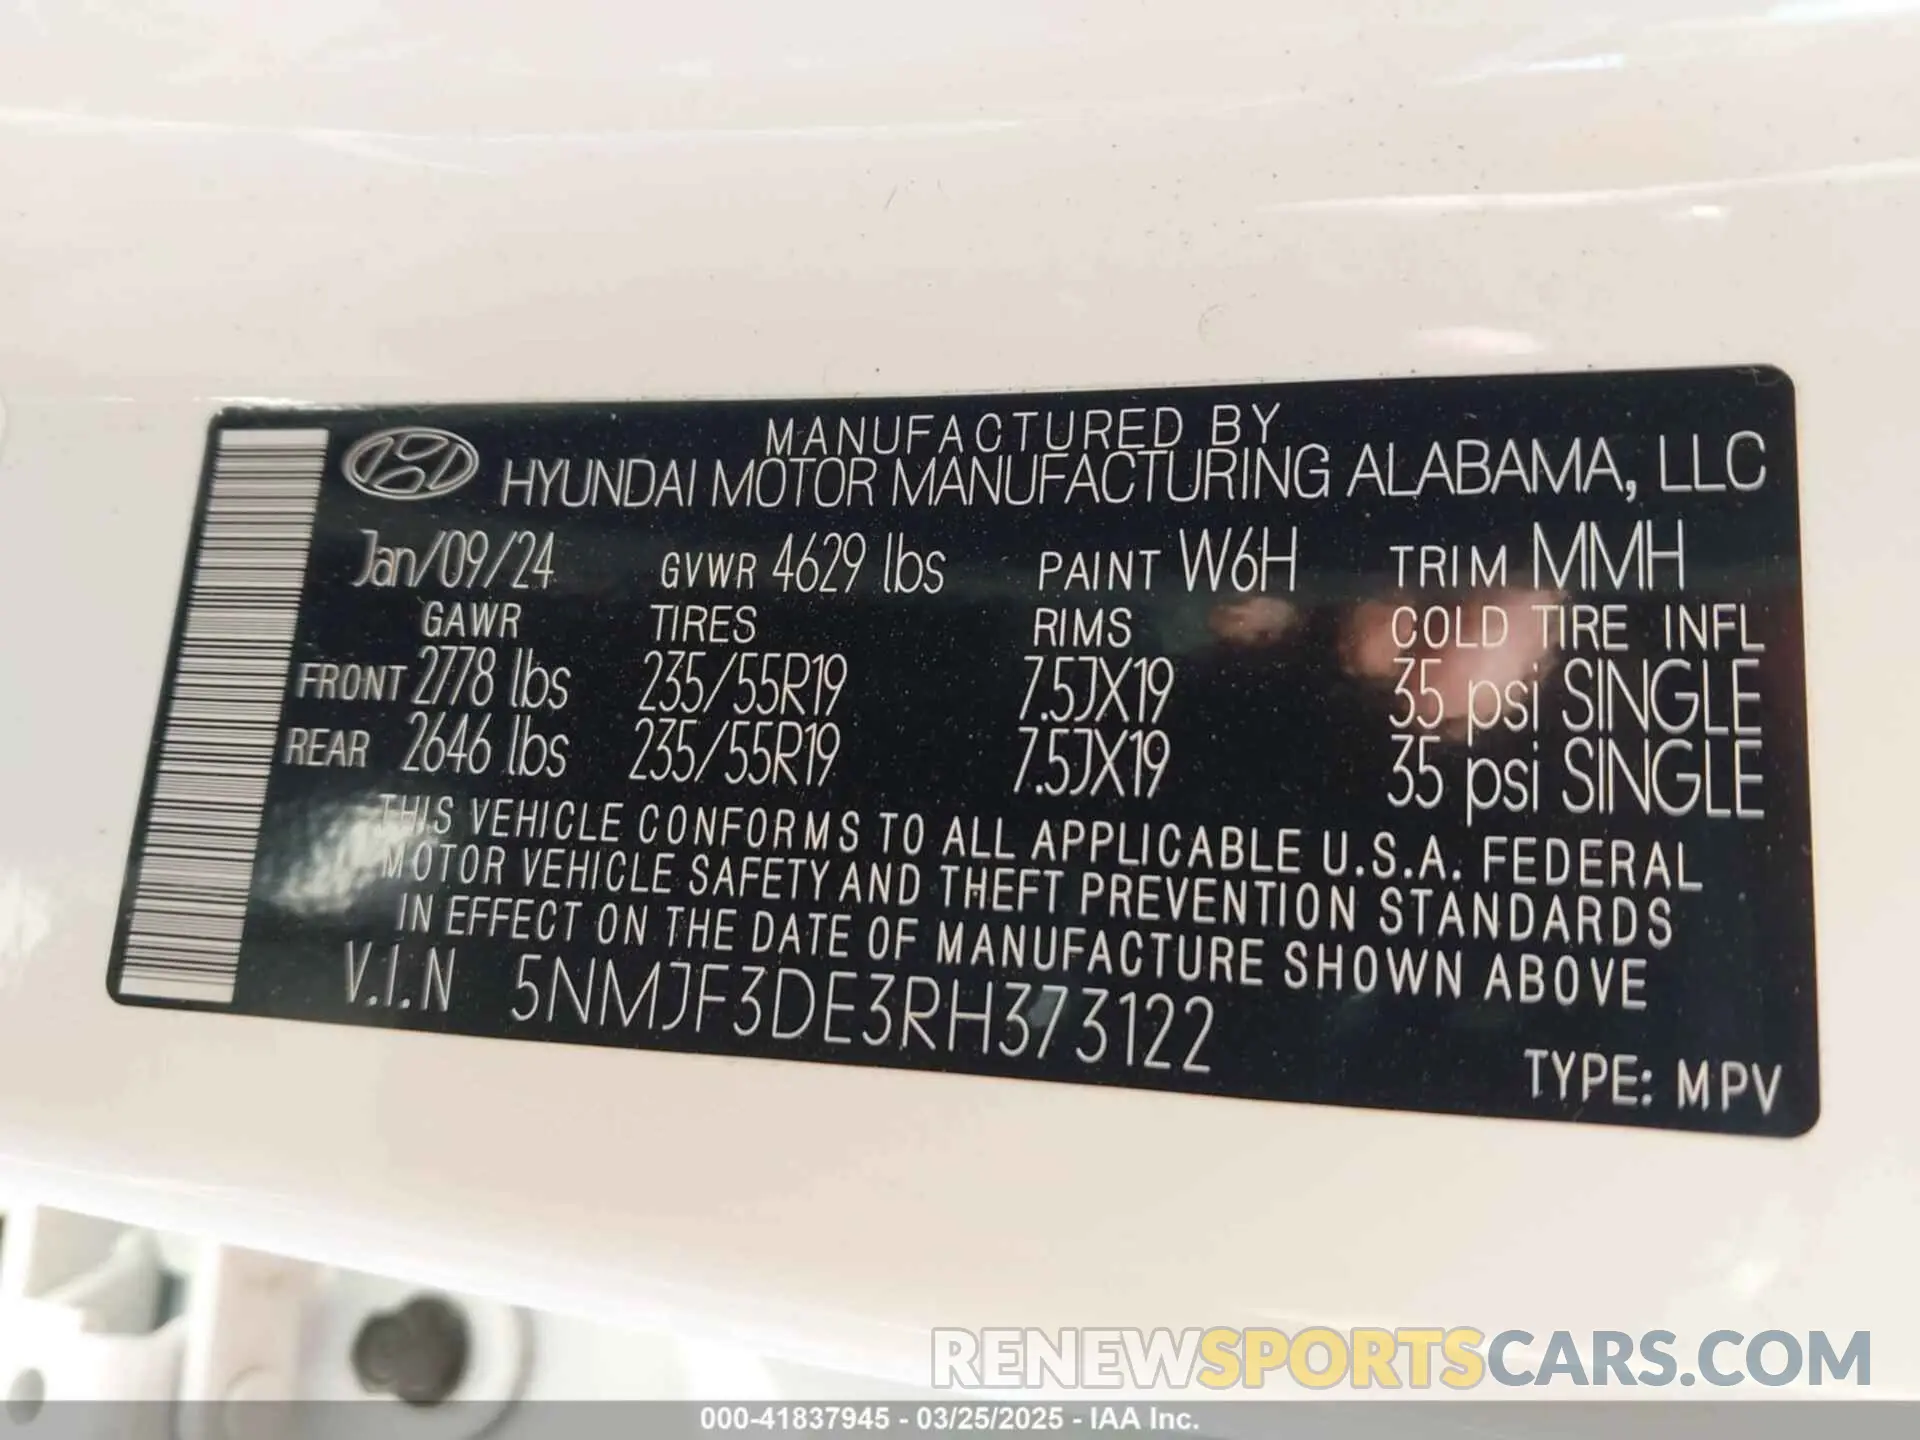 MANUFACTURED BY
HYUNDAI MOTOR MANUFACTURING ALABAMA, LLC
Jan/09/24 GVWR 4629 lbs PAINT W6H TRIM MMH
GAWR TIRES RIMS COLD TIRE INFL
FRONT 2778 lbs 235/55R19 7.5JX19 35 psi SINGLE
REAR 2646 lbs 235/55R19 7.5JX19 35 psi SINGLE
THIS VEHICLE CONFORMS TO ALL APPLICABLE U.S.A. FEDERAL
MOTOR VEHICLE SAFETY AND THEFT PREVENTION STANDARDS
IN EFFECT ON THE DATE OF MANUFACTURE SHOWN ABOVE
V.I.N 5NMJF3DE3RH373122
TYPE: MPV
RENEWSPORTSCARS.COM
000-41837945 - 03/25/2025 - IAA Inc.